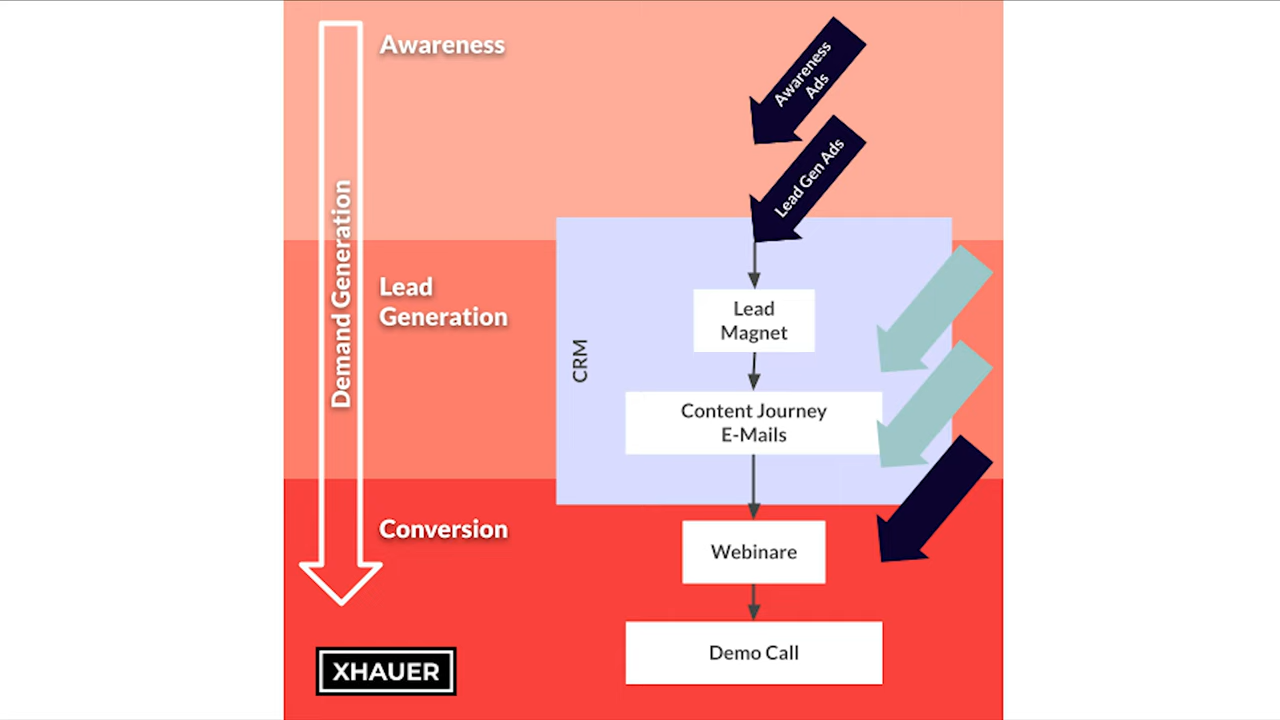 Awareness
Awareness
Ads
Lead Gen Ads
Demand Generation
Lead
Generation
CRM
Lead
Magnet
Content Journey
E-Mails
Conversion
Webinare
Demo Call
XHAUER